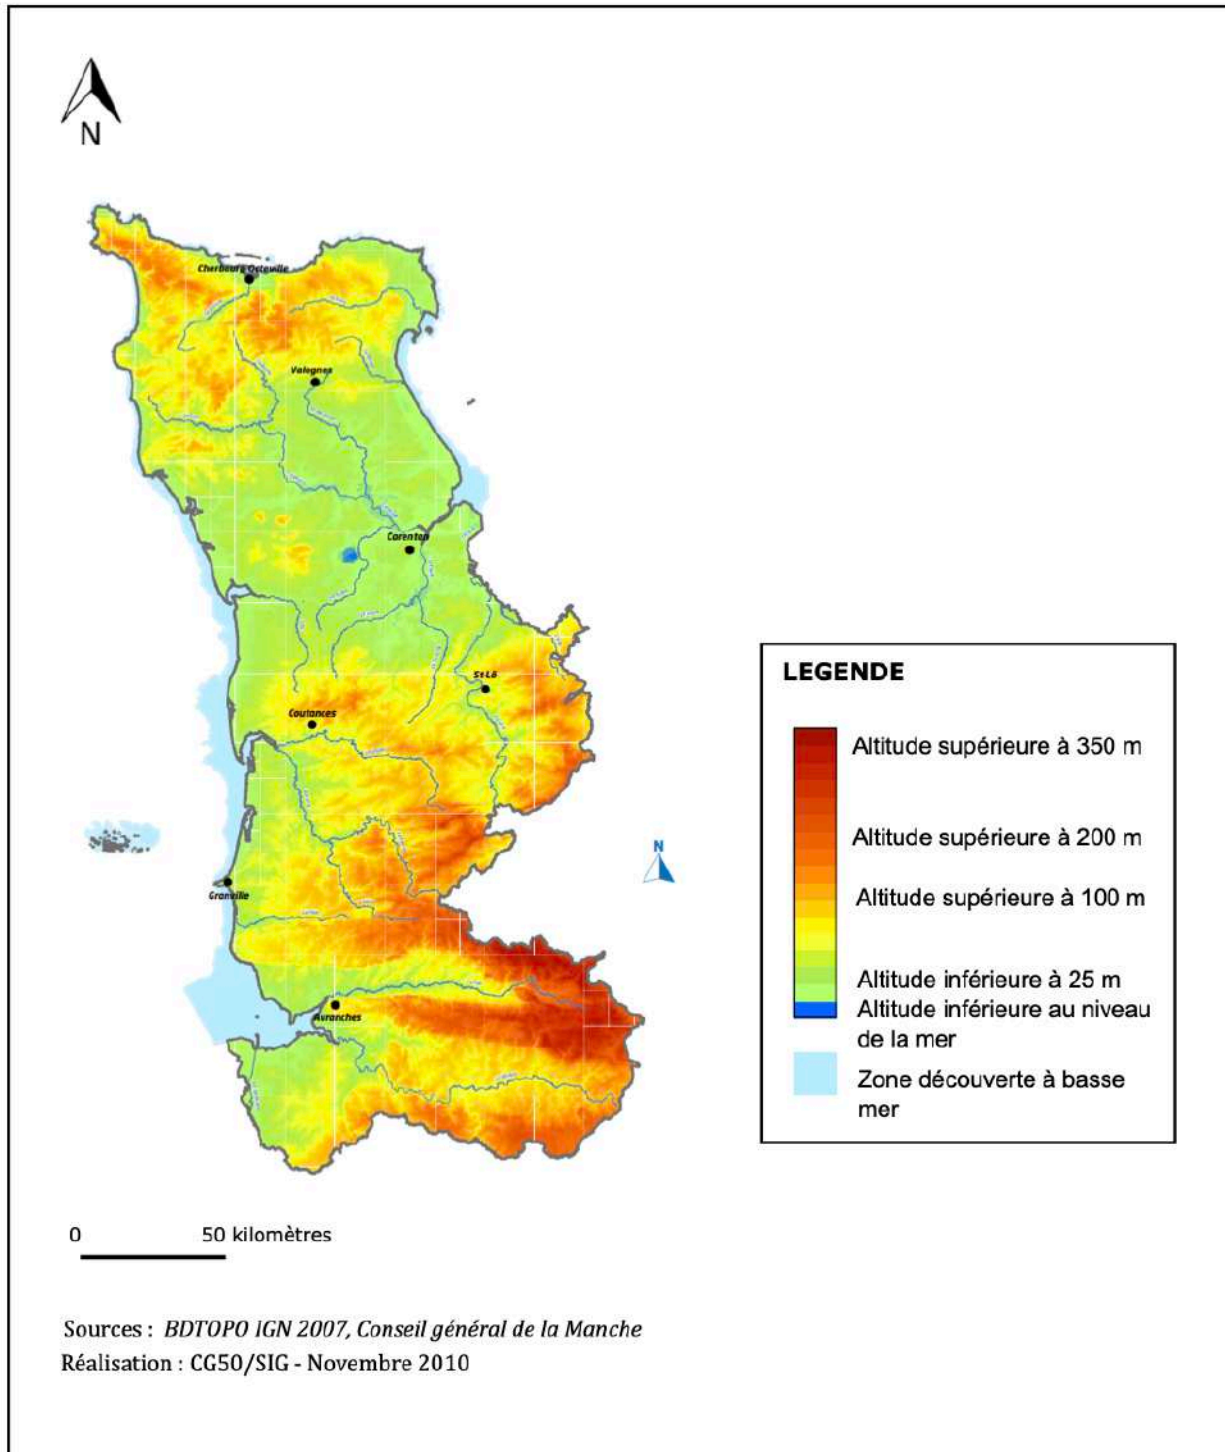 N
Cherbourg Octeville
Valognes
Carentan
St Lô
Coutances
Granville
Avranches
N
LEGENDE
Altitude supérieure à 350 m
Altitude supérieure à 200 m
Altitude supérieure à 100 m
Altitude inférieure à 25 m
Altitude inférieure au niveau
de la mer
Zone découverte à basse
mer
0 50 kilomètres
Sources : BDTOPO IGN 2007, Conseil général de la Manche
Réalisation : CG50/SIG - Novembre 2010